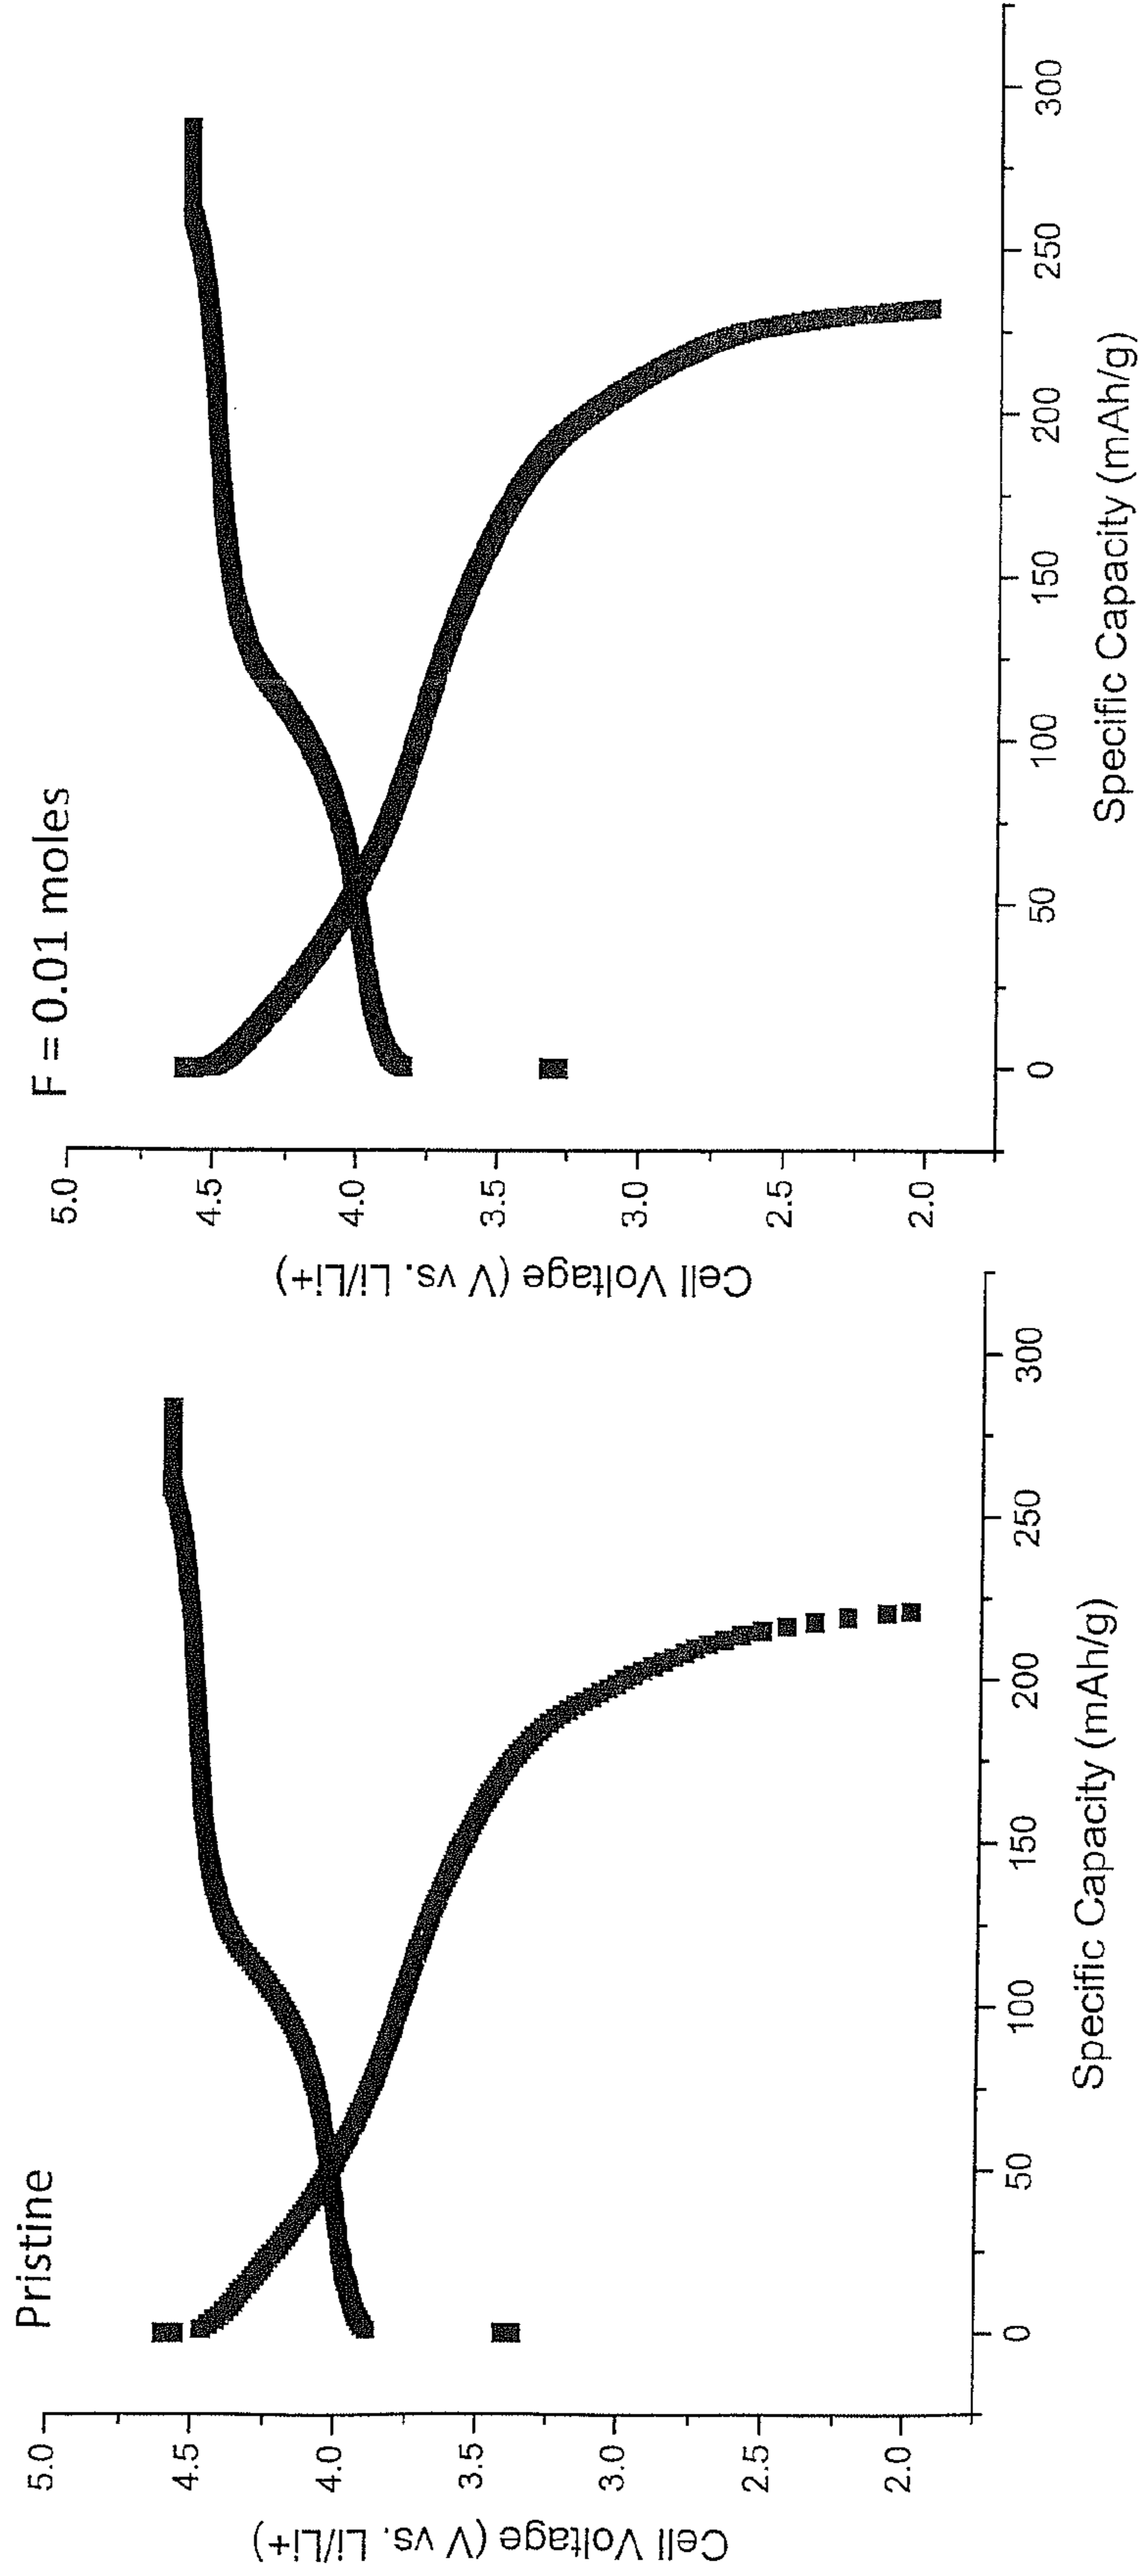 Pristine
5.0
4.5
4.0
3.5
3.0
2.5
2.0
Cell Voltage (V vs. Li/Li+)
0 50 100 150 200 250 300
Specific Capacity (mAh/g)
F = 0.01 moles
5.0
4.5
4.0
3.5
3.0
2.5
2.0
Cell Voltage (V vs. Li/Li+)
0 50 100 150 200 250 300
Specific Capacity (mAh/g)